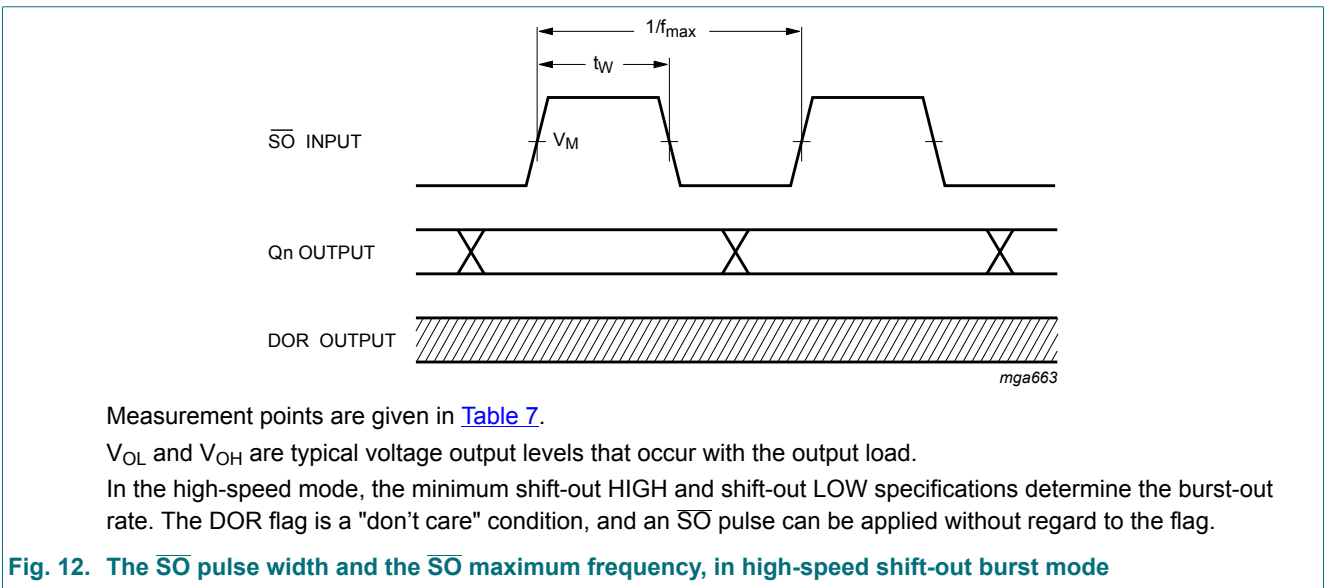 1/fmax
tW
SO INPUT
VM
Qn OUTPUT
DOR OUTPUT
mga663
Measurement points are given in Table 7.
VOL and VOH are typical voltage output levels that occur with the output load.
In the high-speed mode, the minimum shift-out HIGH and shift-out LOW specifications determine the burst-out
rate. The DOR flag is a "don’t care" condition, and an SO pulse can be applied without regard to the flag.
Fig. 12. The SO pulse width and the SO maximum frequency, in high-speed shift-out burst mode